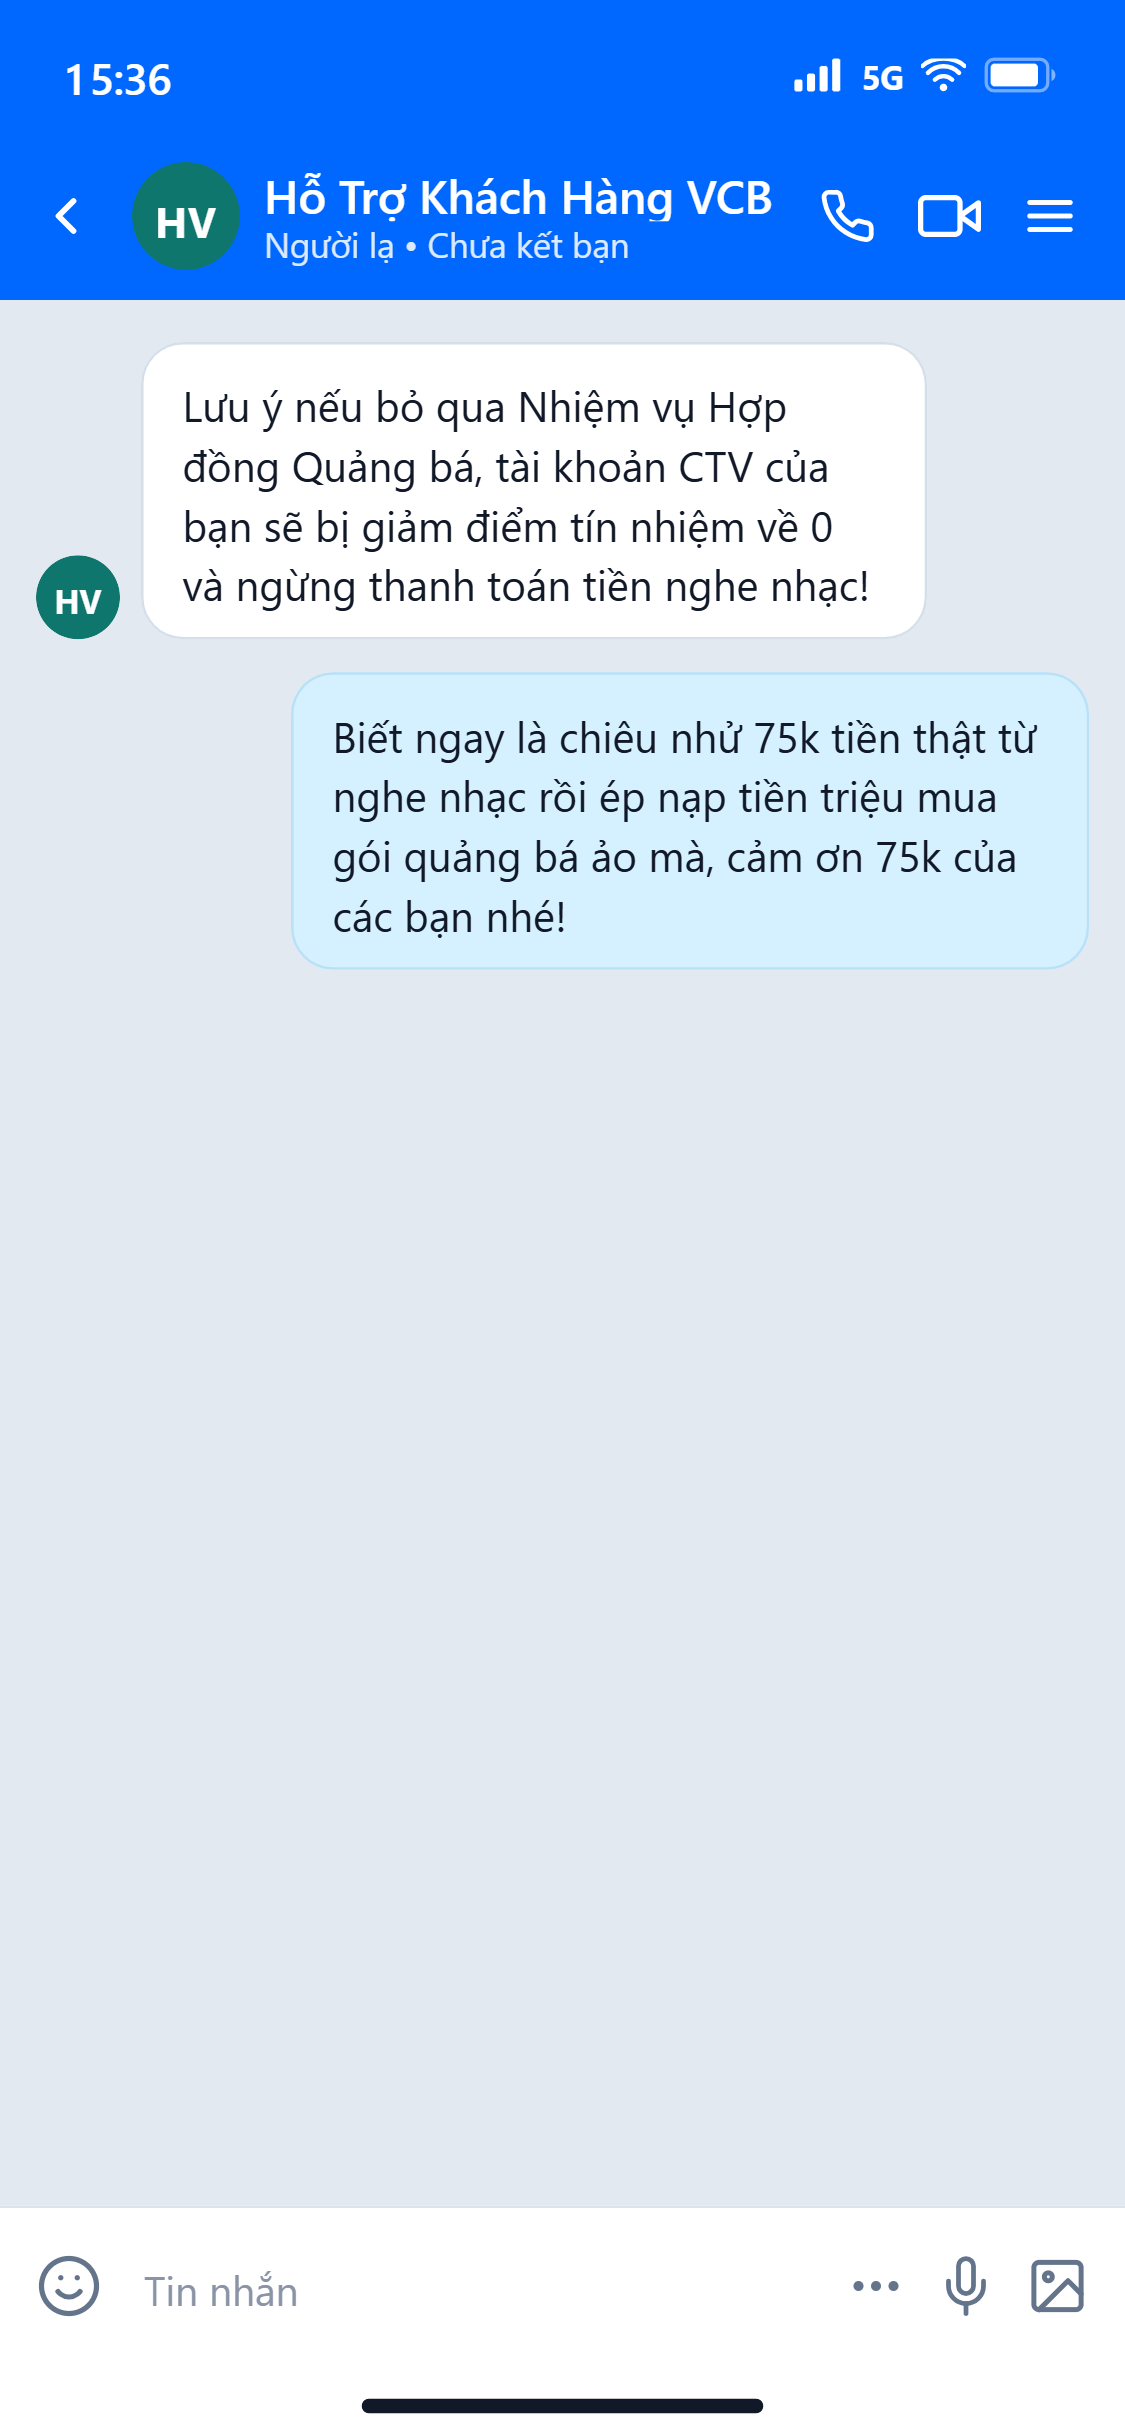 15:36
5G
HV
Hỗ Trợ Khách Hàng VCB
Người lạ • Chưa kết bạn
Lưu ý nếu bỏ qua Nhiệm vụ Hợp
đồng Quảng bá, tài khoản CTV của
bạn sẽ bị giảm điểm tín nhiệm về 0
và ngừng thanh toán tiền nghe nhạc!
HV
Biết ngay là chiêu nhử 75k tiền thật từ
nghe nhạc rồi ép nạp tiền triệu mua
gói quảng bá ảo mà, cảm ơn 75k của
các bạn nhé!
Tin nhắn